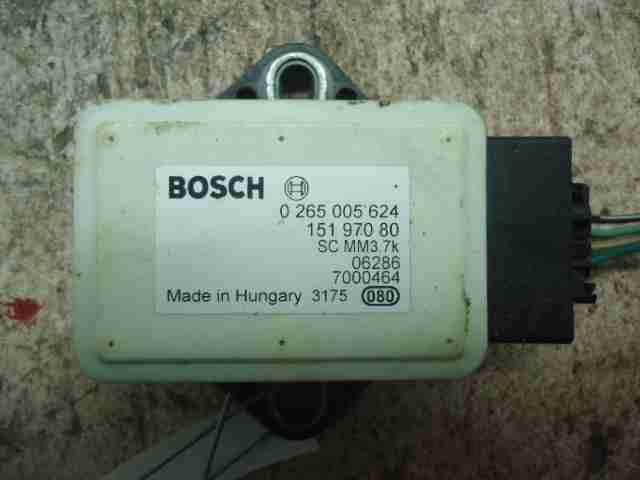 BOSCH
0 265 005 624
151 970 80
SC MM3.7k
06286
7000464
Made in Hungary 3175 080